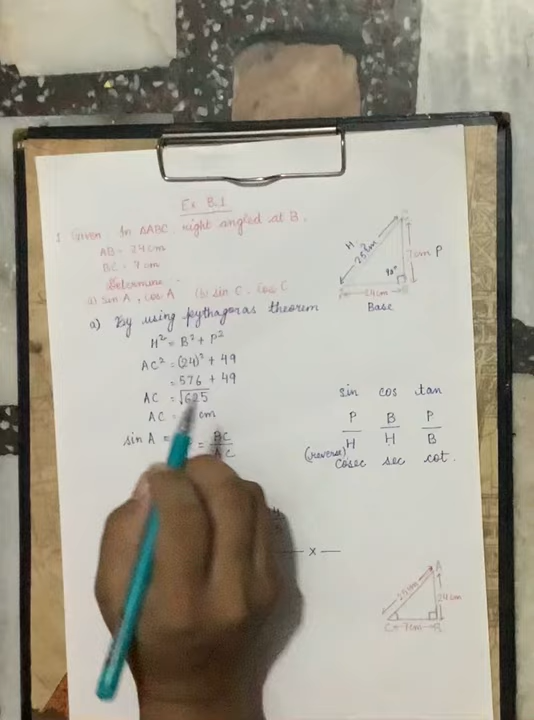 Ex 8.1
1 Given: In ΔABC right angled at B.
AB = 24 cm
BC = 7 cm
Determine
a) sin A, cos A (b) sin C, cos C
a) By using pythagoras theorem
H² = B² + P²
AC² = (24)² + 49
= 576 + 49
AC = √625
AC = cm
sin A = = BC/AC
x
H
25cm
7cm P
90°
A 24cm B
Base
sin cos tan
P/H B/H P/B
(reverse)
cosec sec cot.
A
25cm
24cm
C 7cm B